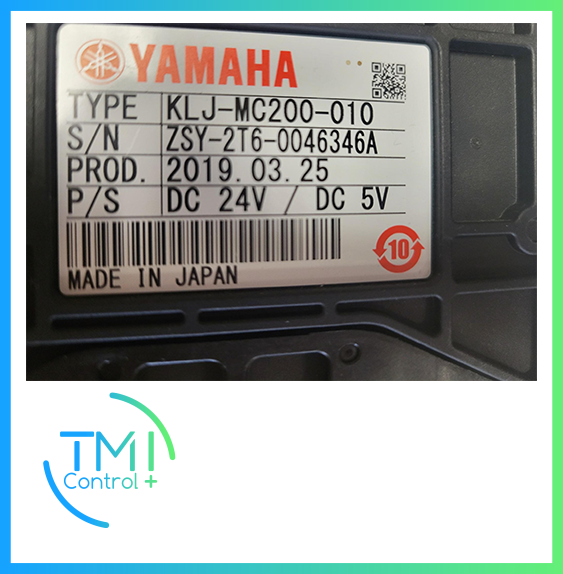 YAMAHA
TYPE KLJ-MC200-010
S/N ZSY-2T6-0046346A
PROD. 2019.03.25
P/S DC 24V / DC 5V
10
MADE IN JAPAN
TMI
Control +